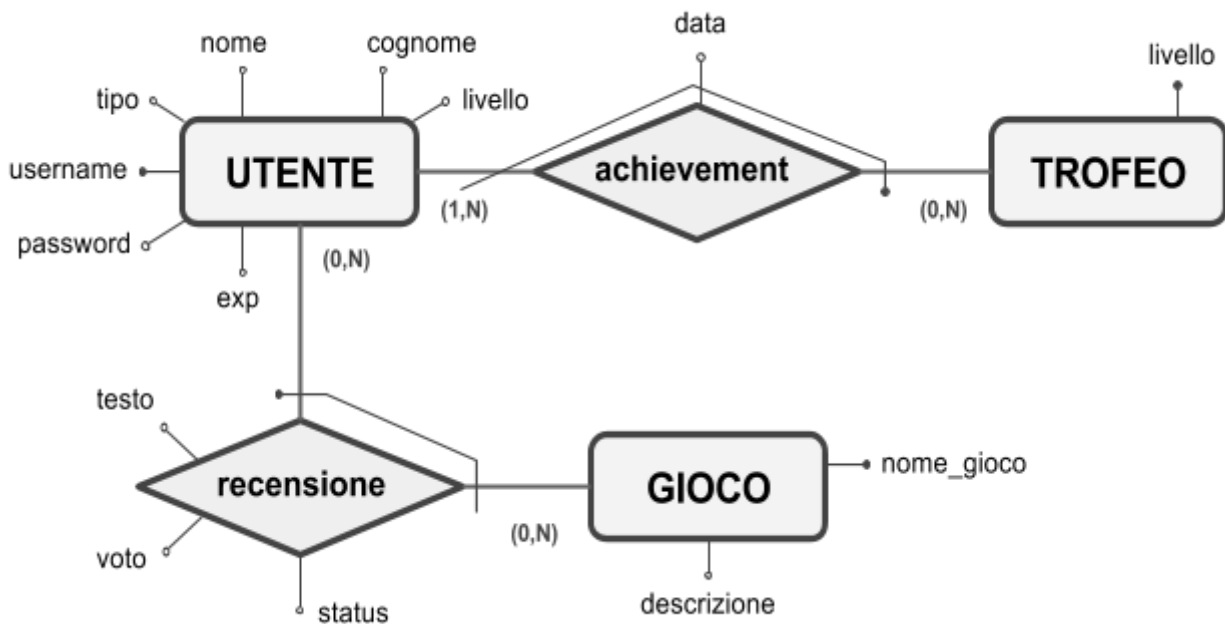 nome
cognome
data
livello
tipo
livello
username
UTENTE
achievement
TROFEO
password
(1,N)
(0,N)
(0,N)
exp
testo
recensione
GIOCO
nome_gioco
(0,N)
voto
status
descrizione